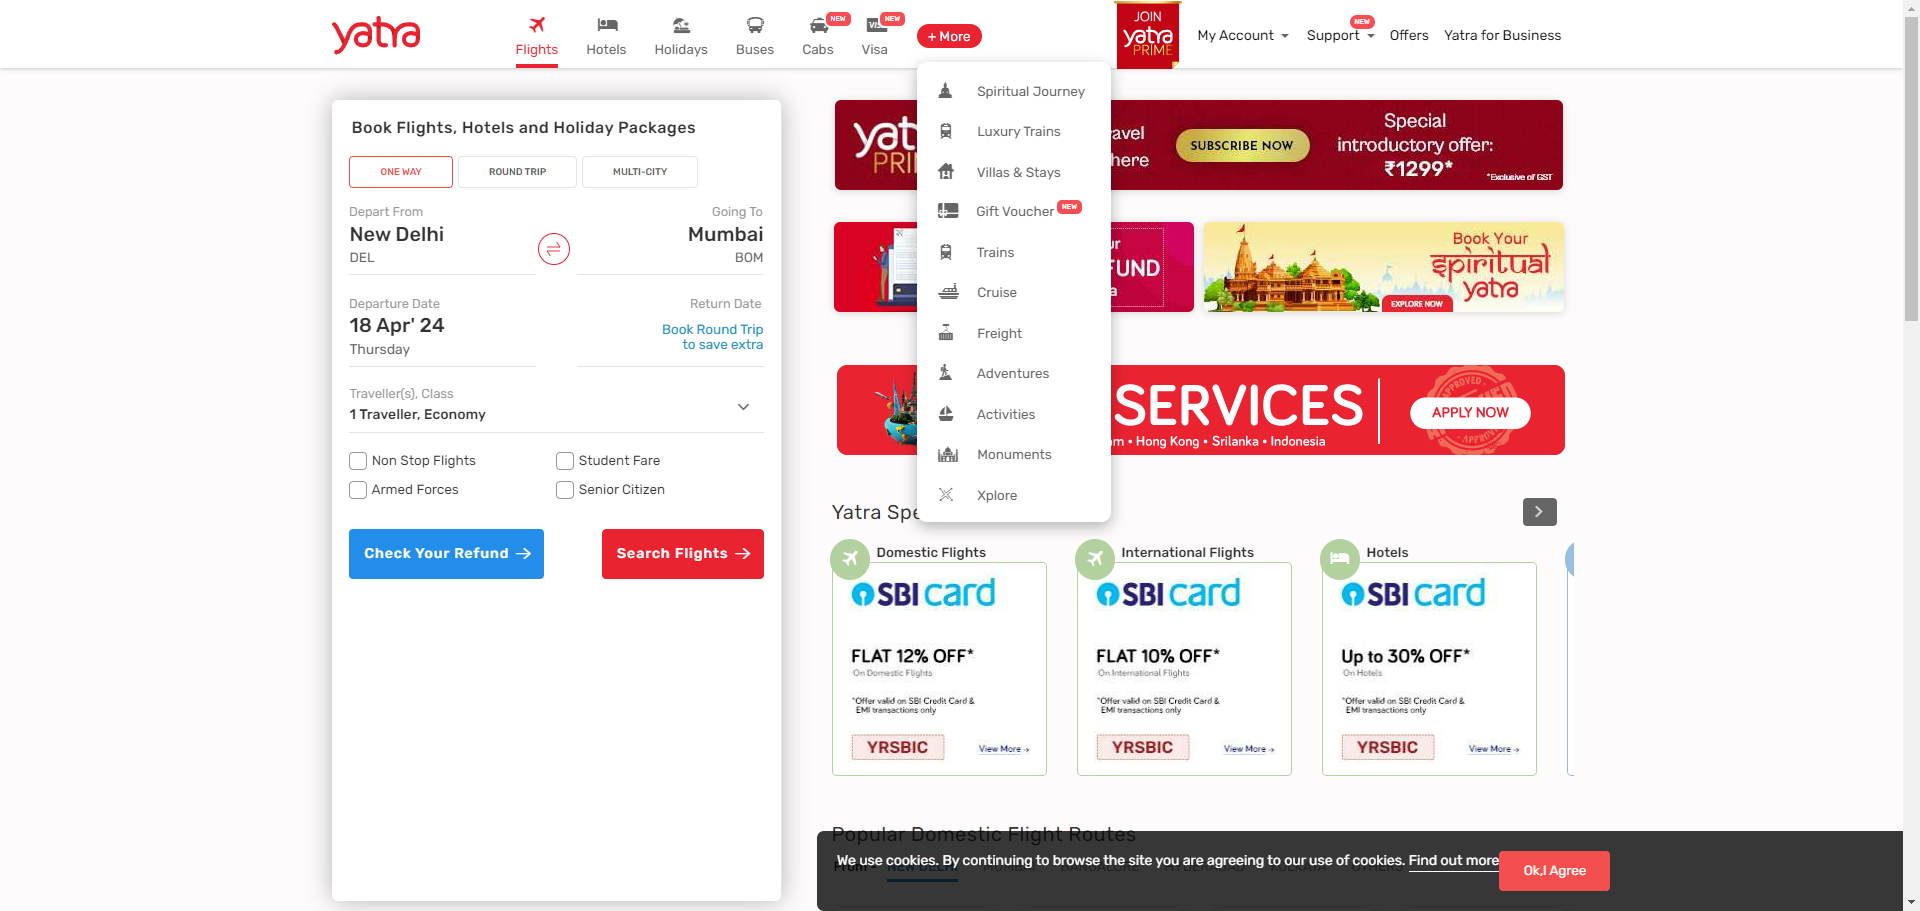 yatra
Flights
Hotels
Holidays
Buses
Cabs
NEW
Visa
NEW
+ More
JOIN
yatra
PRIME
My Account
Support
NEW
Offers
Yatra for Business
Spiritual Journey
Luxury Trains
Villas & Stays
Gift Voucher NEW
Trains
Cruise
Freight
Adventures
Activities
Monuments
Xplore
Book Flights, Hotels and Holiday Packages
ONE WAY
ROUND TRIP
MULTI-CITY
Depart From
New Delhi
DEL
Going To
Mumbai
BOM
Departure Date
18 Apr' 24
Thursday
Return Date
Book Round Trip
to save extra
Traveller(s), Class
1 Traveller, Economy
Non Stop Flights
Student Fare
Armed Forces
Senior Citizen
Check Your Refund
Search Flights
SUBSCRIBE NOW
Special
introductory offer:
₹1299*
*Exclusive of GST
Book Your
spiritual
yatra
EXPLORE NOW
SERVICES
• Hong Kong • Srilanka • Indonesia
APPLY NOW
Domestic Flights
SBI card
FLAT 12% OFF*
On Domestic Flights
*Offer valid on SBI Credit Card &
EMI transactions only
YRSBIC
View More
International Flights
SBI card
FLAT 10% OFF*
On International Flights
*Offer valid on SBI Credit Card &
EMI transactions only
YRSBIC
View More
Hotels
SBI card
Up to 30% OFF*
On Hotels
*Offer valid on SBI Credit Card &
EMI transactions only
YRSBIC
View More
Popular Domestic Flight Routes
We use cookies. By continuing to browse the site you are agreeing to our use of cookies. Find out more
Ok,I Agree